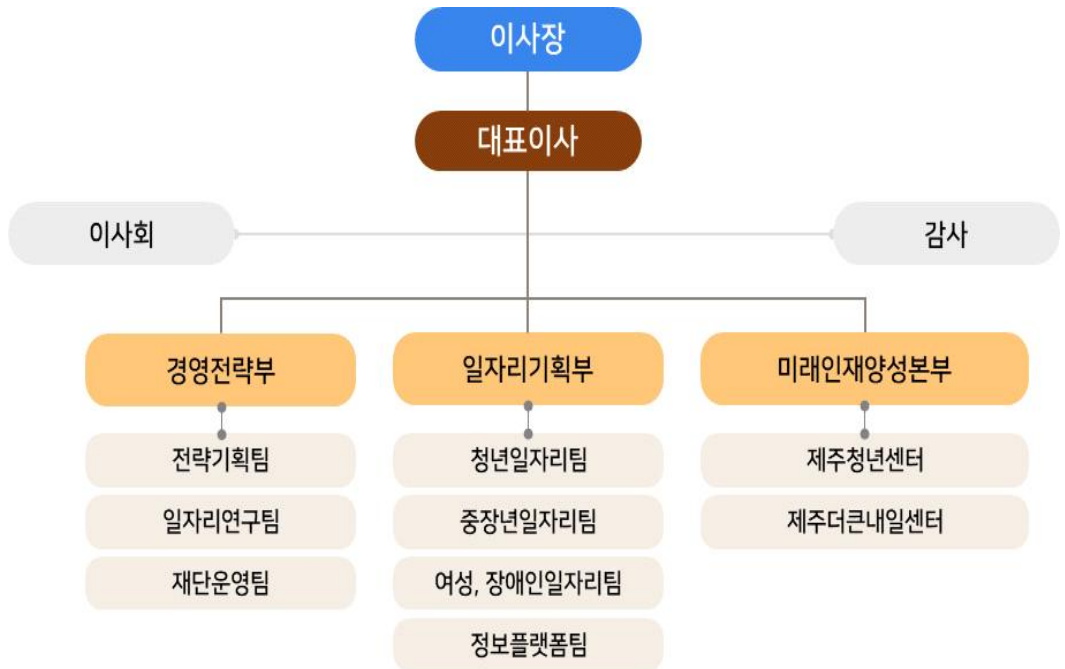 이사장
대표이사
이사회
감사
경영전략부
일자리기획부
미래인재양성본부
전략기획팀
청년일자리팀
제주청년센터
일자리연구팀
중장년일자리팀
제주더큰내일센터
재단운영팀
여성, 장애인일자리팀
정보플랫폼팀